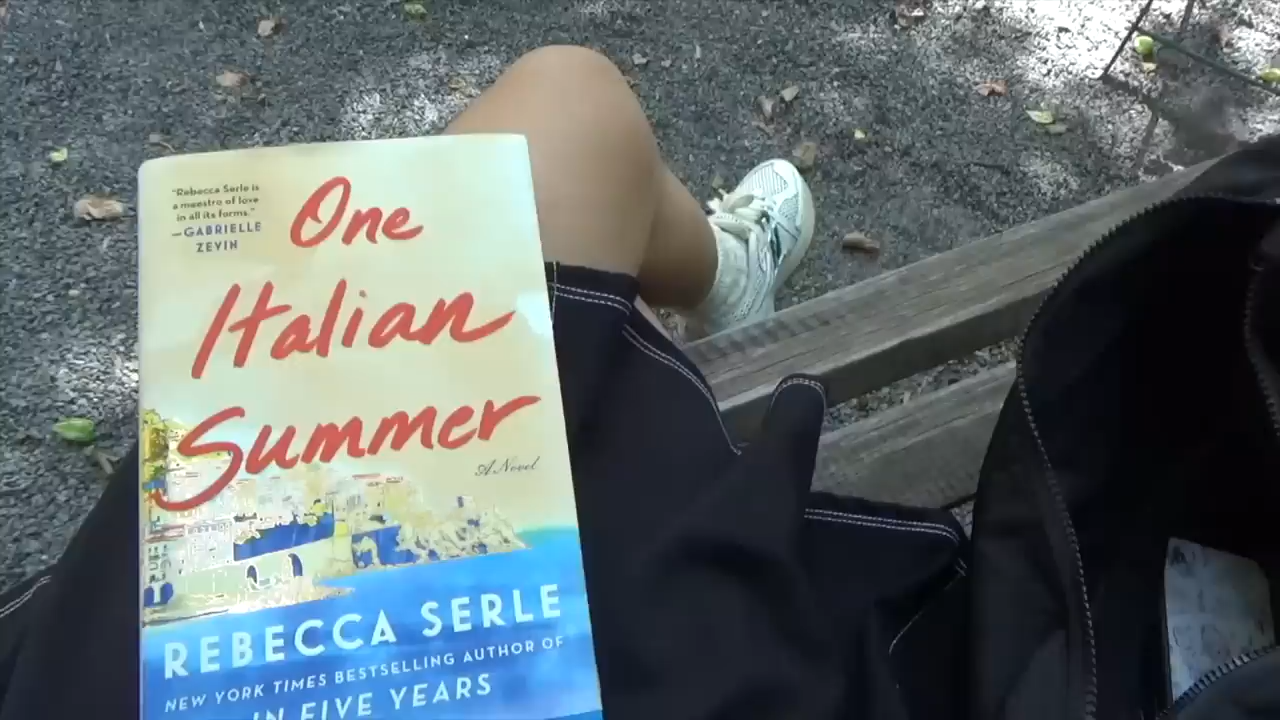 "Rebecca Serle is
a maestro of love
in all its forms."
—GABRIELLE
ZEVIN
One
Italian
Summer
A Novel
REBECCA SERLE
NEW YORK TIMES BESTSELLING AUTHOR OF
IN FIVE YEARS